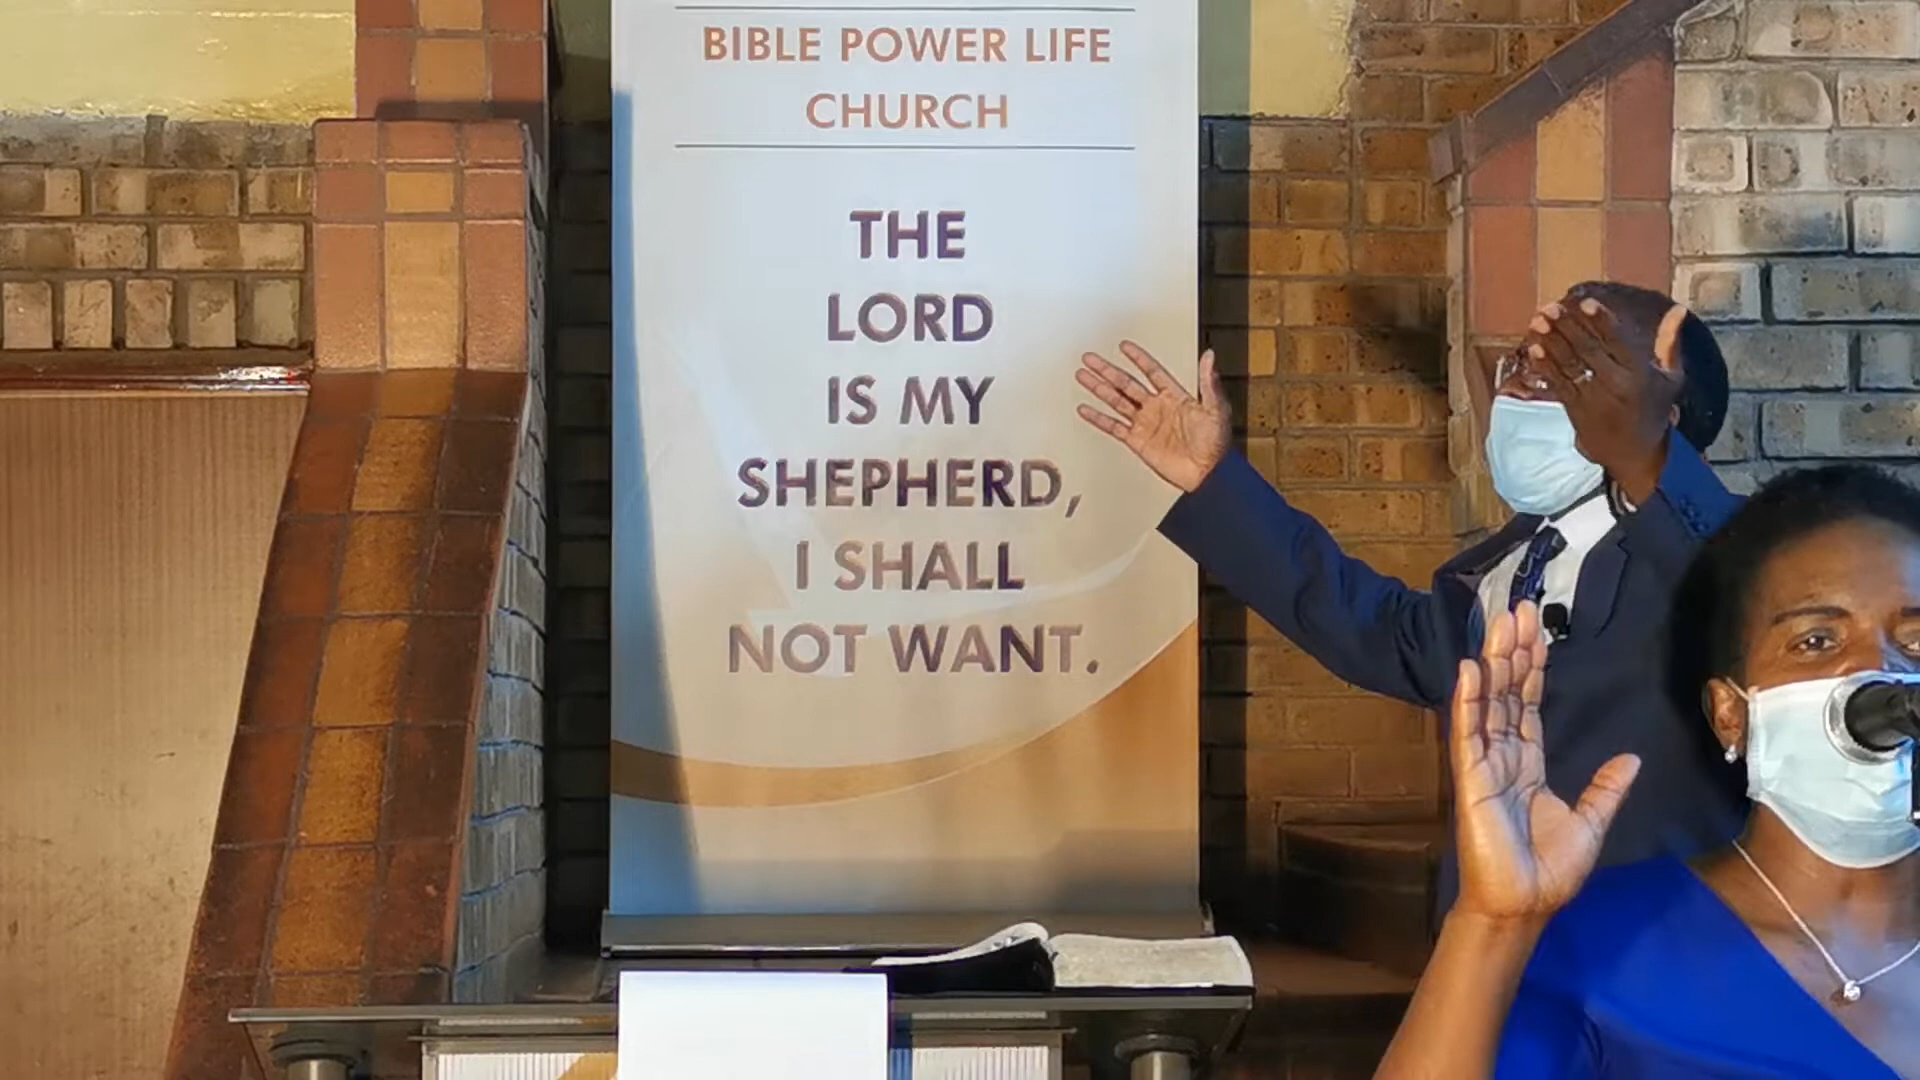 BIBLE POWER LIFE
CHURCH
THE
LORD
IS MY
SHEPHERD,
I SHALL
NOT WANT.